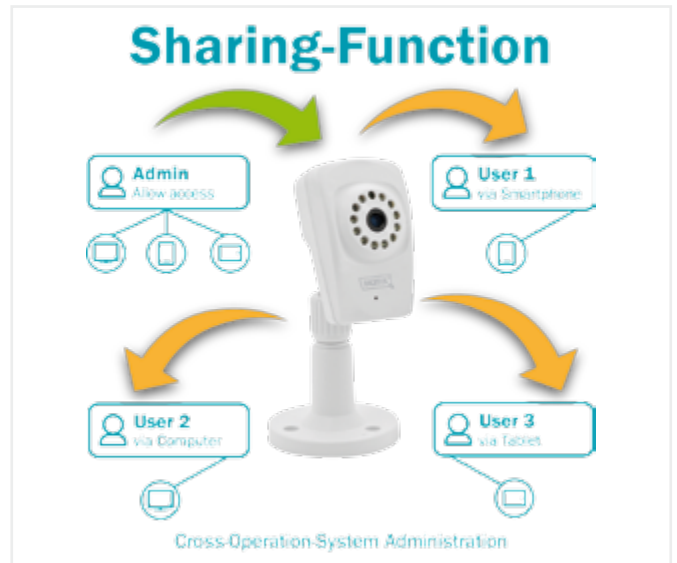 Sharing-Function
Admin
Allow access
User 1
via Smartphone
User 2
via Computer
User 3
via Tablet
Cross-Operation-System Administration